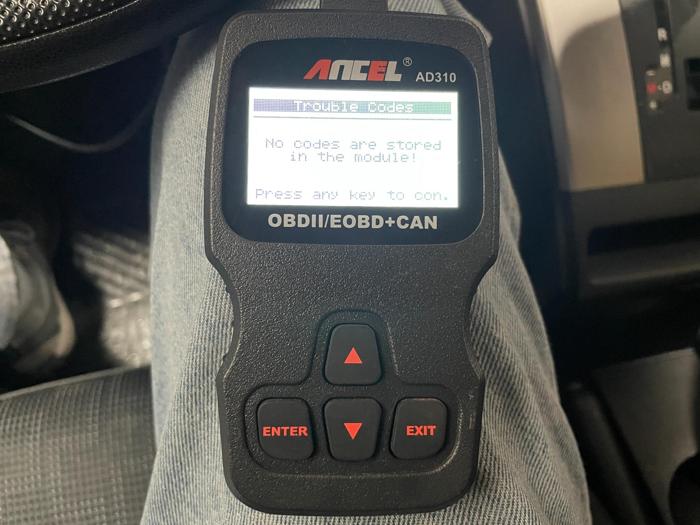 ANCEL® AD310
Trouble Codes
No codes are stored
in the module!
Press any key to con.
OBDII/EOBD+CAN
ENTER
EXIT